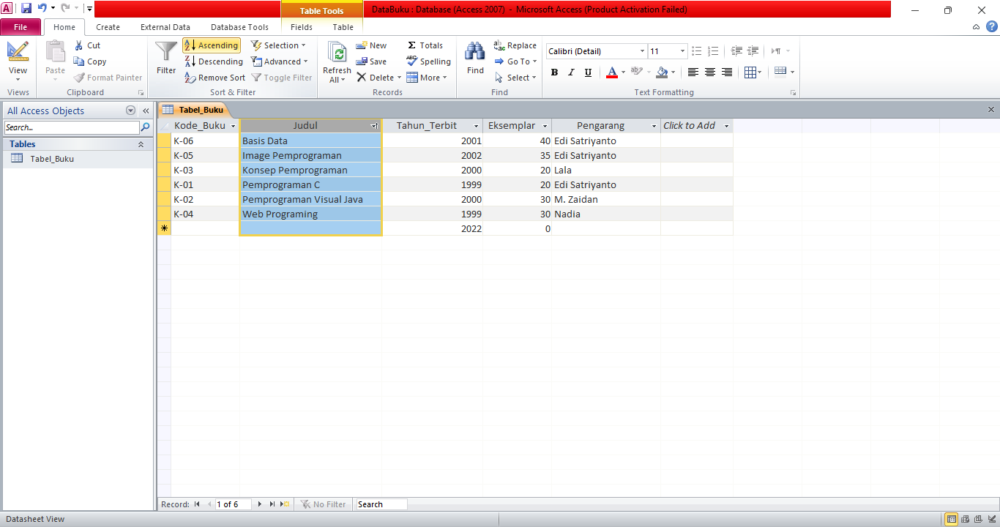 Table Tools
DataBuku : Database (Access 2007) - Microsoft Access (Product Activation Failed)
File Home Create External Data Database Tools Fields Table
View
Views
Paste
Cut
Copy
Format Painter
Clipboard
Filter
Ascending
Descending
Remove Sort
Selection
Advanced
Toggle Filter
Sort & Filter
Refresh
All
New
Save
Delete
Totals
Spelling
More
Records
Find
Replace
Go To
Select
Find
Calibri (Detail) 11
B I U A ab
Text Formatting
All Access Objects
Search...
Tables
Tabel_Buku
Tabel_Buku
Kode_Buku Judul Tahun_Terbit Eksemplar Pengarang Click to Add
K-06 Basis Data 2001 40 Edi Satriyanto
K-05 Image Pemprograman 2002 35 Edi Satriyanto
K-03 Konsep Pemprograman 2000 20 Lala
K-01 Pemprograman C 1999 20 Edi Satriyanto
K-02 Pemprograman Visual Java 2000 30 M. Zaidan
K-04 Web Programing 1999 30 Nadia
2022 0
Record: 1 of 6 No Filter Search
Datasheet View